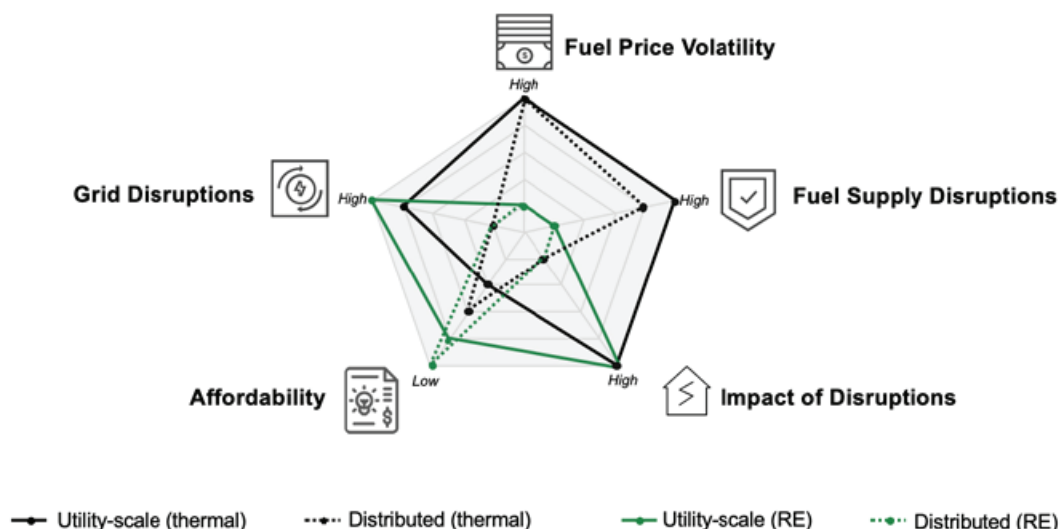 Fuel Price Volatility
High
Grid Disruptions
High
High
Fuel Supply Disruptions
Affordability
Low
High
Impact of Disruptions
Utility-scale (thermal)
Distributed (thermal)
Utility-scale (RE)
Distributed (RE)